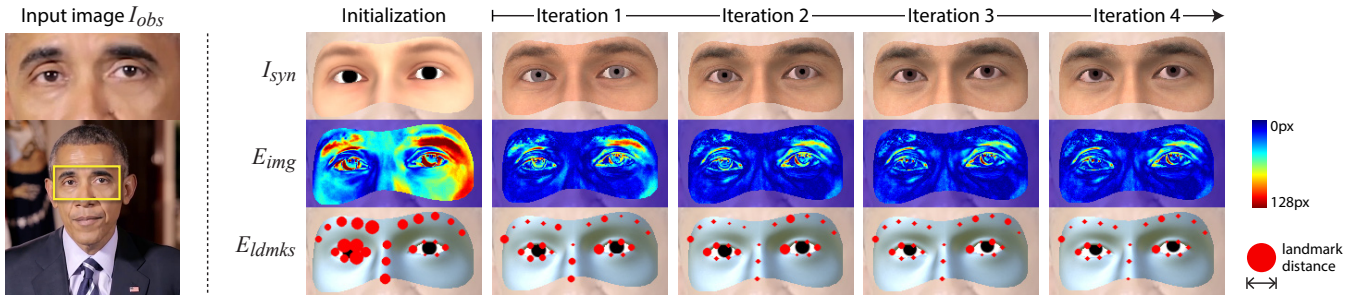 Input image I_obs
Initialization
Iteration 1
Iteration 2
Iteration 3
Iteration 4
I_syn
E_img
0px
128px
E_ldmks
landmark
distance